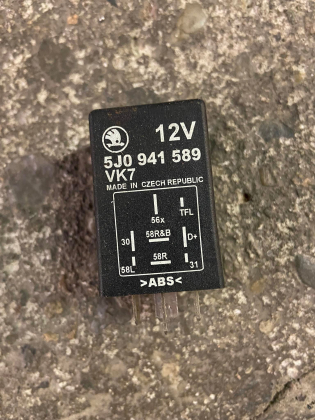 12V
5J0 941 589
VK7
MADE IN CZECH REPUBLIC
56x
TFL
30
58R&B
D+
58R
58L
31
>ABS<